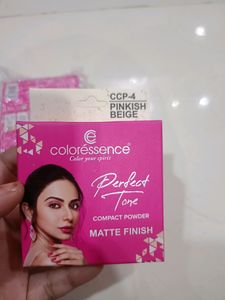 CCP-4
PINKISH
BEIGE
coloressence
Color your spirit
Perfect
Tone
COMPACT POWDER
MATTE FINISH